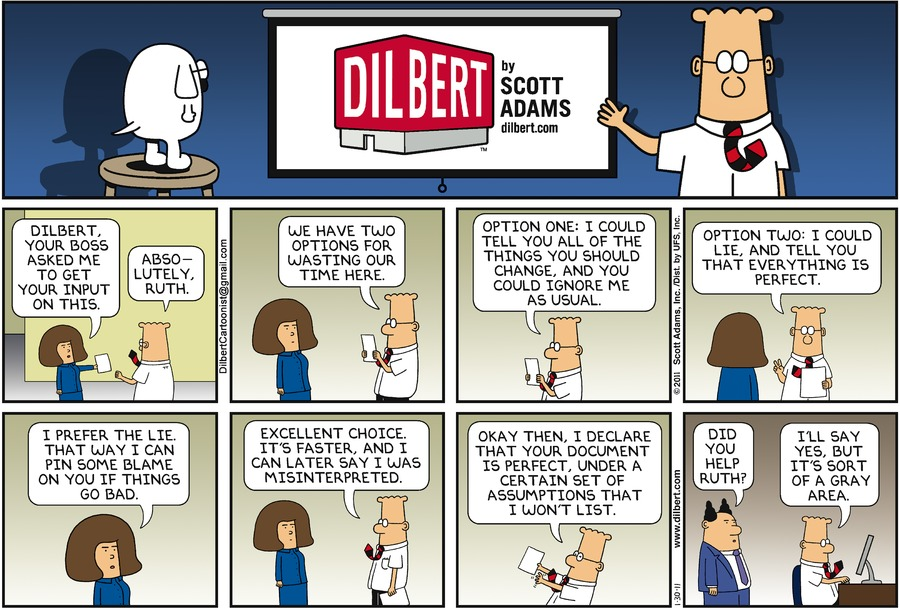 DILBERT
by
SCOTT
ADAMS
dilbert.com
TM
DILBERT,
YOUR BOSS
ASKED ME
TO GET
YOUR INPUT
ON THIS.
ABSO-
LUTELY,
RUTH.
DilbertCartoonist@gmail.com
WE HAVE TWO
OPTIONS FOR
WASTING OUR
TIME HERE.
OPTION ONE: I COULD
TELL YOU ALL OF THE
THINGS YOU SHOULD
CHANGE, AND YOU
COULD IGNORE ME
AS USUAL.
© 2011 Scott Adams, Inc. /Dist. by UFS, Inc.
OPTION TWO: I COULD
LIE, AND TELL YOU
THAT EVERYTHING IS
PERFECT.
I PREFER THE LIE.
THAT WAY I CAN
PIN SOME BLAME
ON YOU IF THINGS
GO BAD.
EXCELLENT CHOICE.
IT'S FASTER, AND I
CAN LATER SAY I WAS
MISINTERPRETED.
OKAY THEN, I DECLARE
THAT YOUR DOCUMENT
IS PERFECT, UNDER A
CERTAIN SET OF
ASSUMPTIONS THAT
I WON'T LIST.
1-30-11 www.dilbert.com
DID
YOU
HELP
RUTH?
I'LL SAY
YES, BUT
IT'S SORT
OF A GRAY
AREA.